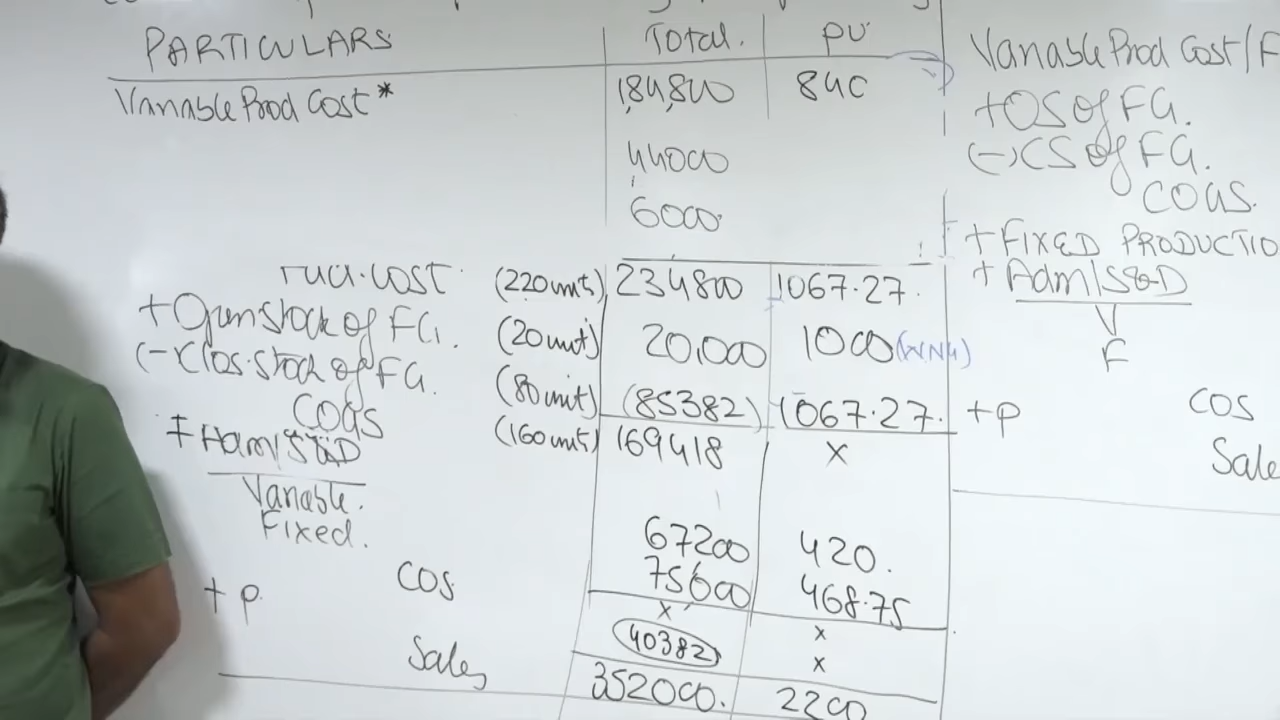 PARTICULARS Total. PU
Variable Prod Cost* 184,800 840
44000
6000
cost (220 units) 234800 1067.27
+ Open stock of FG. (20 unit) 20,000 1000 (WN4)
(-) Clos. stock of FG. (80 unit) (85382) 1067.27
COGS (160 units) 169418 x
+ Adm/S&D
Variable. 67200 420.
Fixed. 75600 468.75
COS x x
+ P. 40382 x
Sales 352000. 2200
Variable Prod Cost/F
+ OS of FG.
(-) CS of FG.
COGS.
+ FIXED PRODUCTIO
+ Adm/S&D
V
F
COS
+ P
Sale